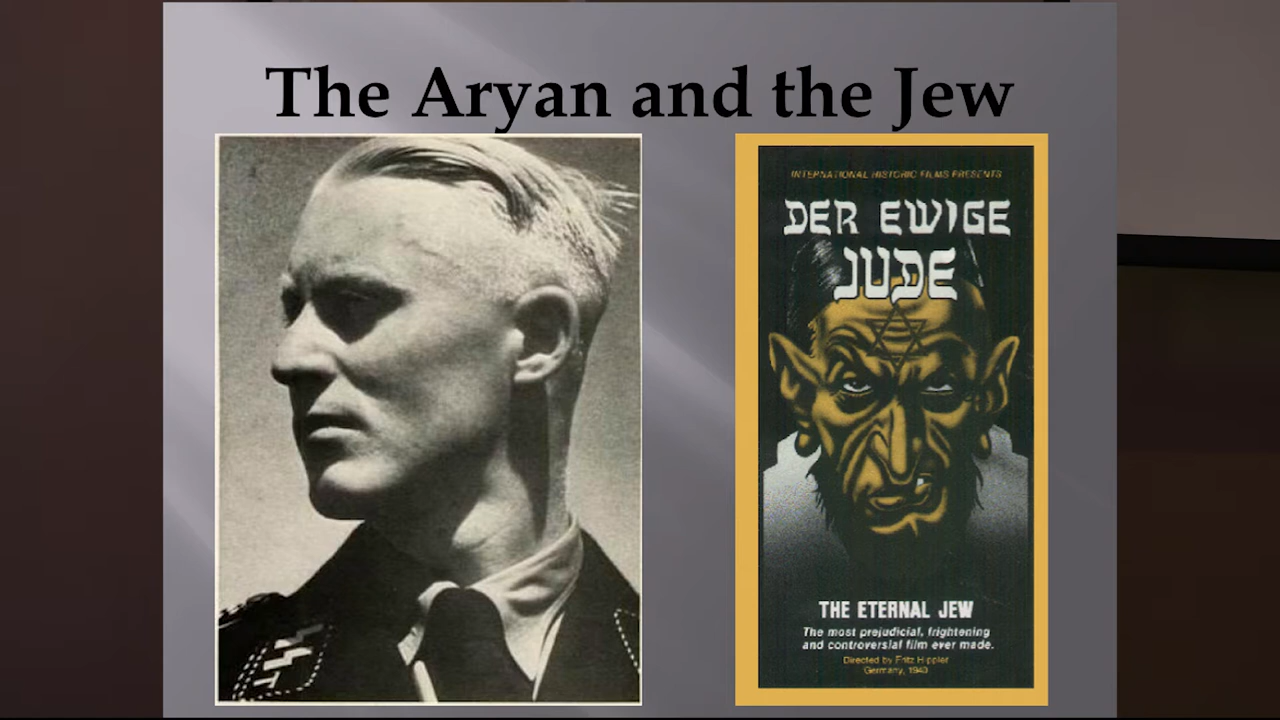 The Aryan and the Jew
INTERNATIONAL HISTORIC FILMS PRESENTS
DER EWIGE
JUDE
THE ETERNAL JEW
The most prejudicial, frightening
and controversial film ever made.
Directed by Fritz Hippler
Germany, 1940